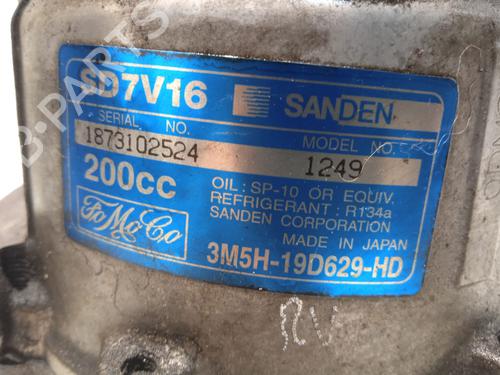 B-PARTS
SD7V16 SANDEN
SERIAL NO. MODEL NO.
1873102524 1249
200cc OIL: SP-10 OR EQUIV.
REFRIGERANT: R134a
SANDEN CORPORATION
FoMoCo MADE IN JAPAN
3M5H-19D629-HD
RV